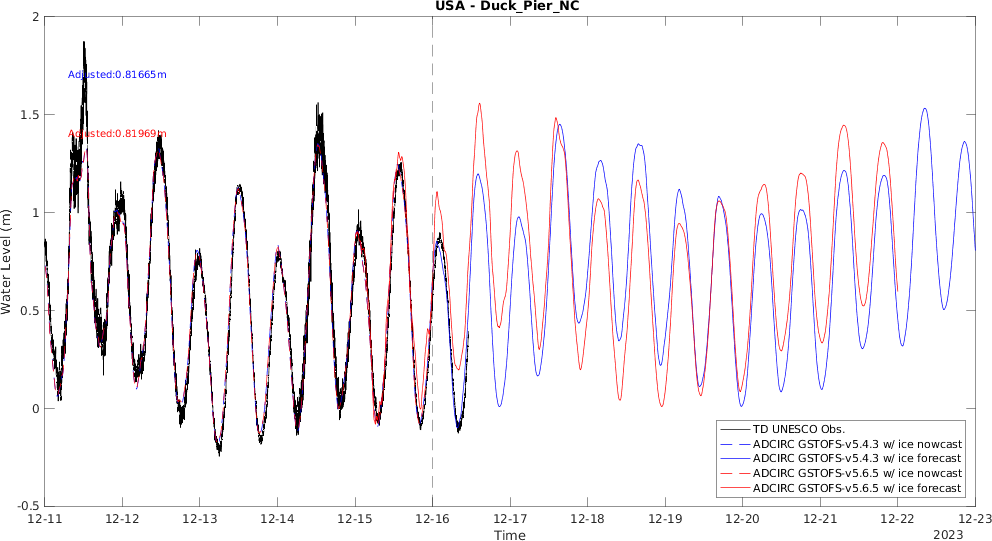 USA - Duck_Pier_NC
2
1.5
1
0.5
0
-0.5
Water Level (m)
Adjusted:0.81665m
Adjusted:0.81969m
TD UNESCO Obs.
ADCIRC GSTOFS-v5.4.3 w/ ice nowcast
ADCIRC GSTOFS-v5.4.3 w/ ice forecast
ADCIRC GSTOFS-v5.6.5 w/ ice nowcast
ADCIRC GSTOFS-v5.6.5 w/ ice forecast
12-11 12-12 12-13 12-14 12-15 12-16 12-17 12-18 12-19 12-20 12-21 12-22 12-23
Time
2023